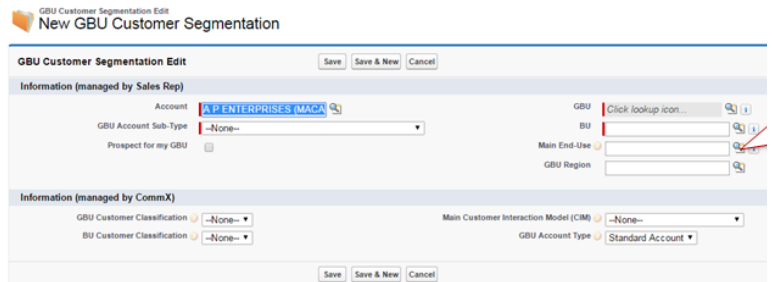 GBU Customer Segmentation Edit
New GBU Customer Segmentation
GBU Customer Segmentation Edit Save Save & New Cancel
Information (managed by Sales Rep)
Account A P ENTERPRISES (MACA GBU Click lookup icon...
GBU Account Sub-Type --None-- BU
Prospect for my GBU Main End-Use
GBU Region
Information (managed by CommX)
GBU Customer Classification --None-- Main Customer Interaction Model (CIM) --None--
BU Customer Classification --None-- GBU Account Type Standard Account
Save Save & New Cancel